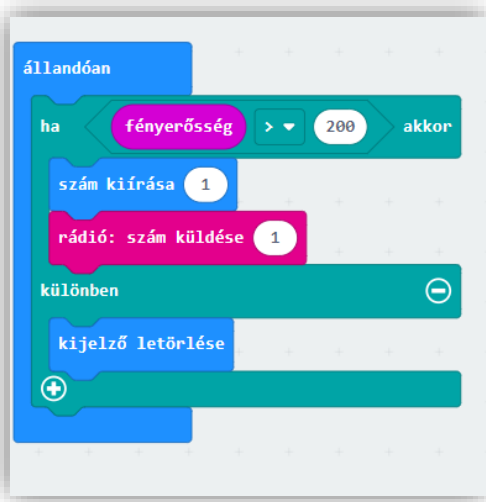 állandóan
ha fényerősség > 200 akkor
szám kiírása 1
rádió: szám küldése 1
különben
kijelző letörlése